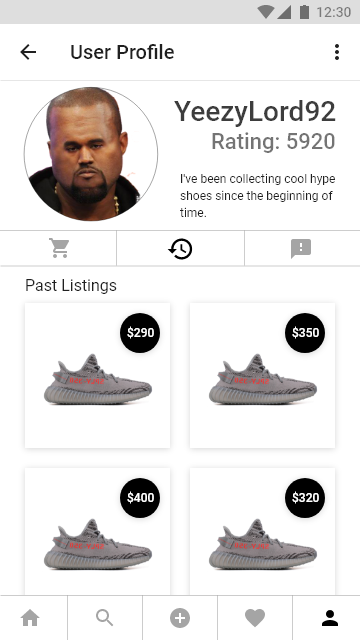 12:30
User Profile
YeezyLord92
Rating: 5920
I've been collecting cool hype
shoes since the beginning of
time.
Past Listings
$290
$350
$400
$320